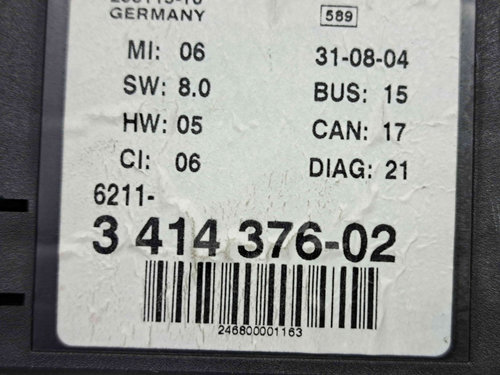 GERMANY 589
MI: 06 31-08-04
SW: 8.0 BUS: 15
HW: 05 CAN: 17
CI: 06 DIAG: 21
6211-
3 414 376-02
246800001163